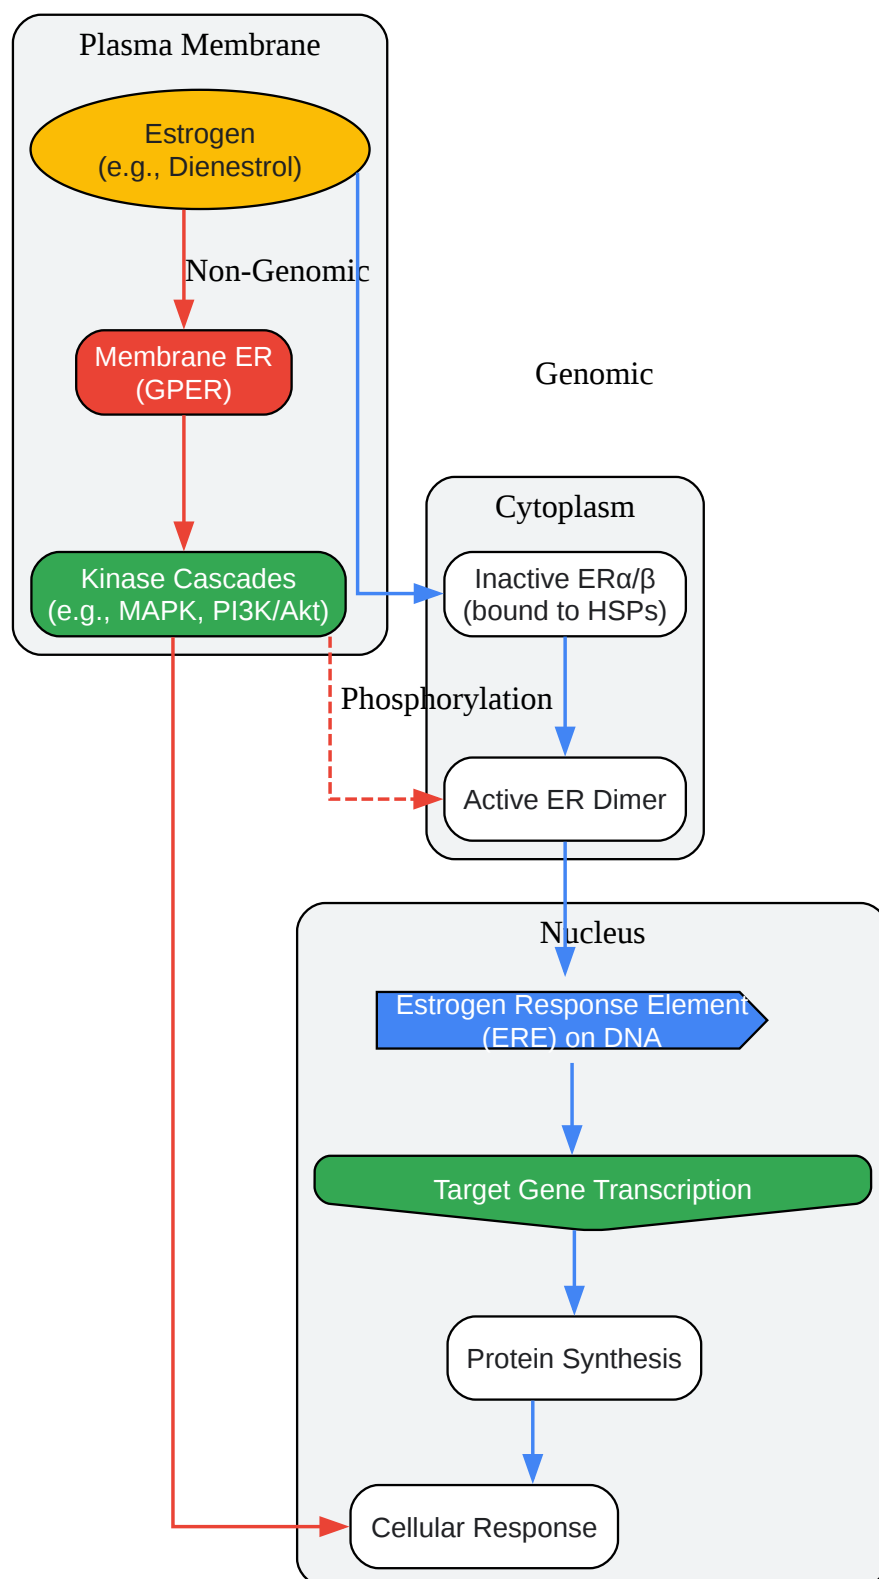 Plasma Membrane
Estrogen
(e.g., Dienestrol)
Non-Genomic
Membrane ER
(GPER)
Genomic
Cytoplasm
Kinase Cascades
(e.g., MAPK, PI3K/Akt)
Inactive ERα/β
(bound to HSPs)
Phosphorylation
Active ER Dimer
Nucleus
Estrogen Response Element
(ERE) on DNA
Target Gene Transcription
Protein Synthesis
Cellular Response